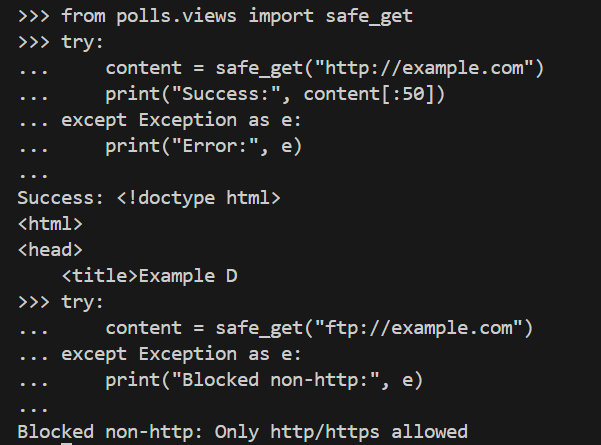 >>> from polls.views import safe_get
>>> try:
...     content = safe_get("http://example.com")
...     print("Success:", content[:50])
... except Exception as e:
...     print("Error:", e)
...
Success: <!doctype html>
<html>
<head>
    <title>Example D
>>> try:
...     content = safe_get("ftp://example.com")
... except Exception as e:
...     print("Blocked non-http:", e)
...
Blocked non-http: Only http/https allowed